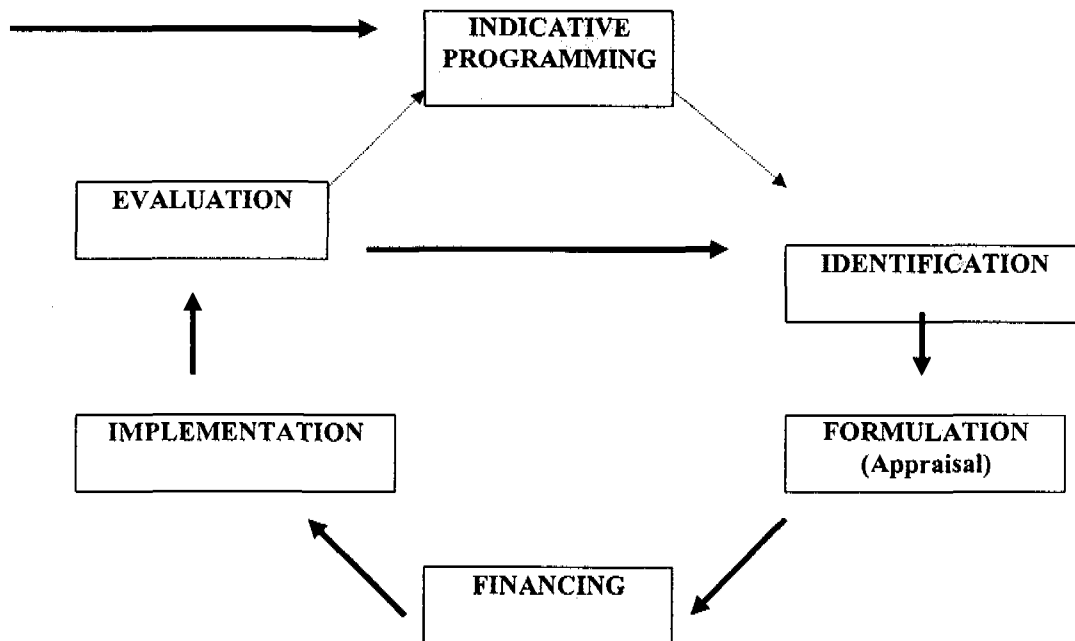 INDICATIVE
PROGRAMMING
EVALUATION
IDENTIFICATION
IMPLEMENTATION
FORMULATION
(Appraisal)
FINANCING